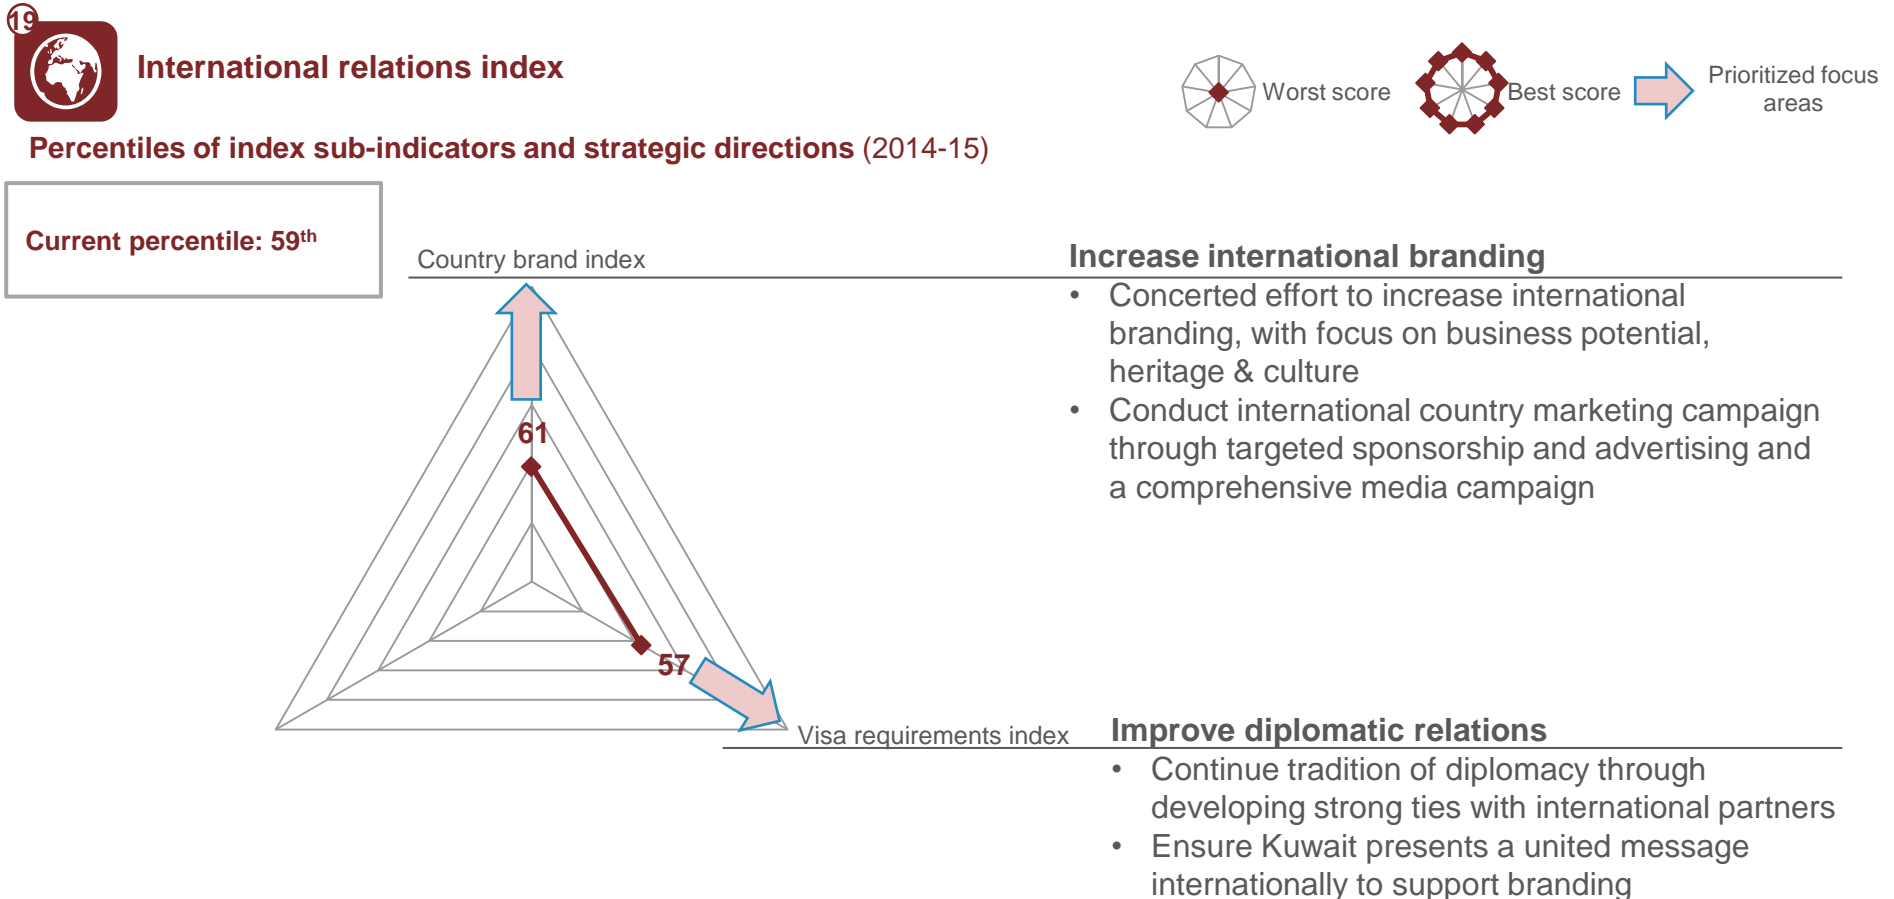 19
International relations index
Worst score
Best score
Prioritized focus
areas
Percentiles of index sub-indicators and strategic directions (2014-15)
Current percentile: 59th
Country brand index
Increase international branding
• Concerted effort to increase international
branding, with focus on business potential,
heritage & culture
• Conduct international country marketing campaign
through targeted sponsorship and advertising and
a comprehensive media campaign
61
57
Visa requirements index
Improve diplomatic relations
• Continue tradition of diplomacy through
developing strong ties with international partners
• Ensure Kuwait presents a united message
internationally to support branding